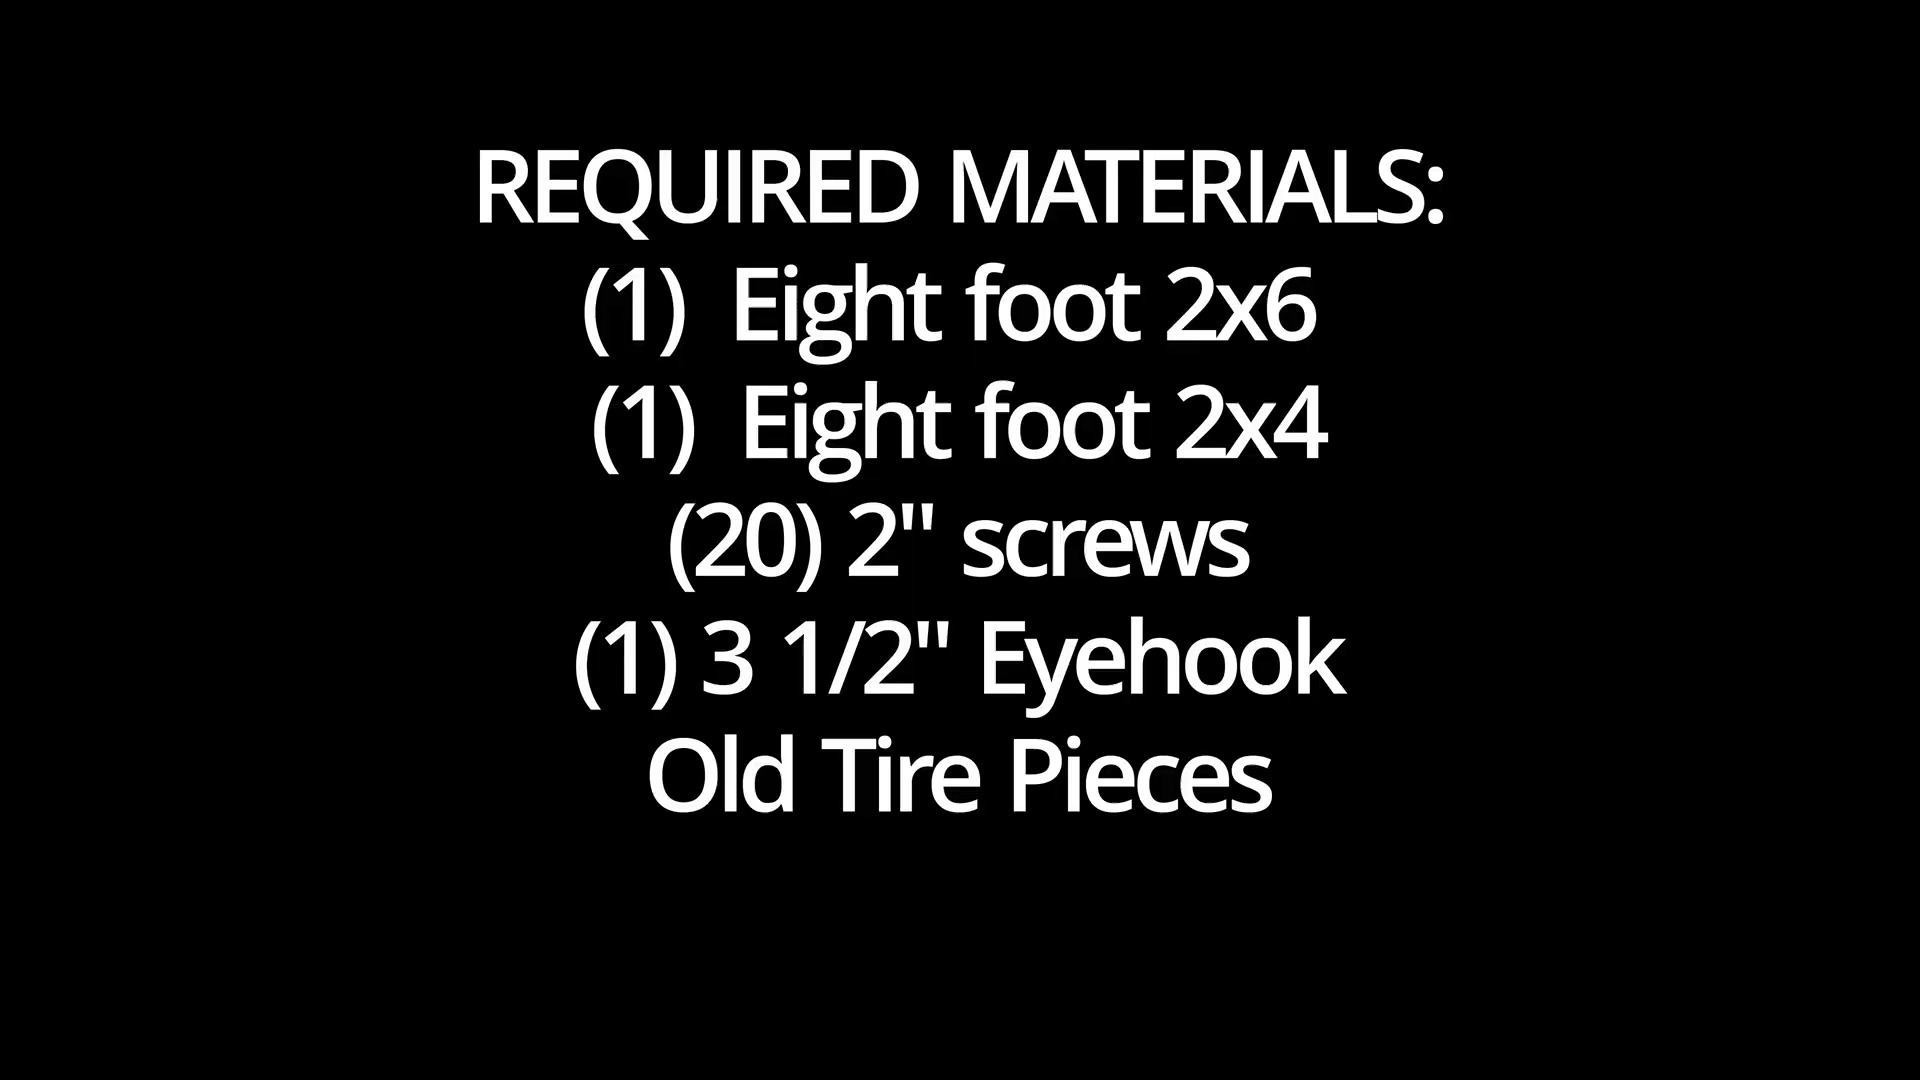 REQUIRED MATERIALS:
(1)  Eight foot 2x6
(1)  Eight foot 2x4
(20) 2" screws
(1) 3 1/2" Eyehook
Old Tire Pieces